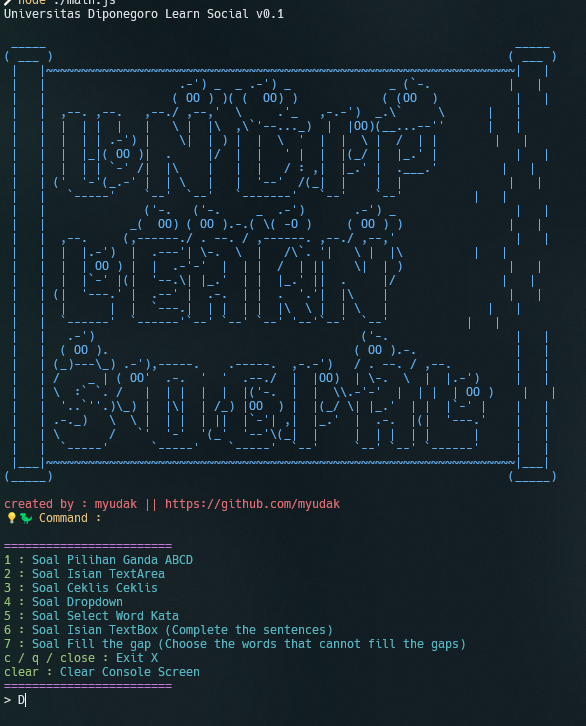 node ./main.js
Universitas Diponegoro Learn Social v0.1
UNDIP
LEARN
SOCIAL
created by : myudak || https://github.com/myudak
💡🦖 Command :
========================
1 : Soal Pilihan Ganda ABCD
2 : Soal Isian TextArea
3 : Soal Ceklis Ceklis
4 : Soal Dropdown
5 : Soal Select Word Kata
6 : Soal Isian TextBox (Complete the sentences)
7 : Soal Fill the gap (Choose the words that cannot fill the gaps)
c / q / close : Exit X
clear : Clear Console Screen
========================
> D